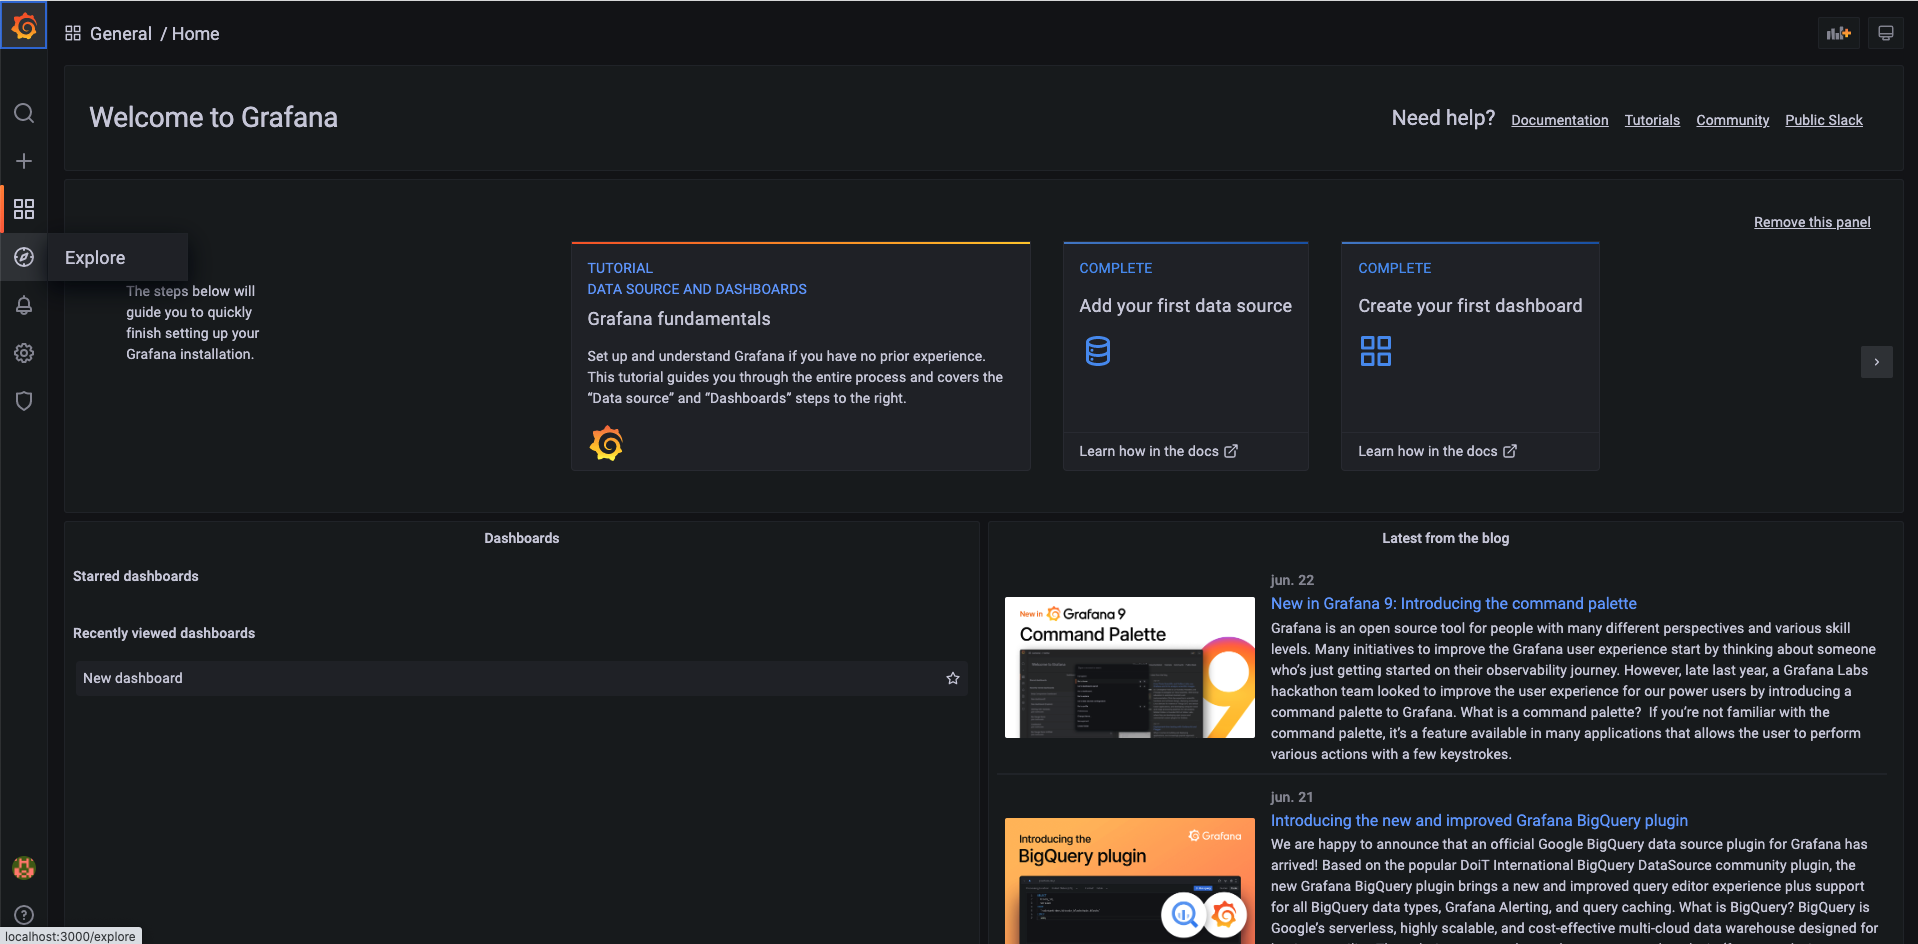 General / Home
Welcome to Grafana
Need help? Documentation Tutorials Community Public Slack
Remove this panel
Explore
The steps below will
guide you to quickly
finish setting up your
Grafana installation.
TUTORIAL
DATA SOURCE AND DASHBOARDS
Grafana fundamentals
Set up and understand Grafana if you have no prior experience.
This tutorial guides you through the entire process and covers the
“Data source” and “Dashboards” steps to the right.
COMPLETE
Add your first data source
Learn how in the docs
COMPLETE
Create your first dashboard
Learn how in the docs
Dashboards
Starred dashboards
Recently viewed dashboards
New dashboard
Latest from the blog
New in Grafana 9
Command Palette
9
jun. 22
New in Grafana 9: Introducing the command palette
Grafana is an open source tool for people with many different perspectives and various skill
levels. Many initiatives to improve the Grafana user experience start by thinking about someone
who’s just getting started on their observability journey. However, late last year, a Grafana Labs
hackathon team looked to improve the user experience for our power users by introducing a
command palette to Grafana. What is a command palette?  If you’re not familiar with the
command palette, it’s a feature available in many applications that allows the user to perform
various actions with a few keystrokes.
Introducing the
BigQuery plugin
Grafana
jun. 21
Introducing the new and improved Grafana BigQuery plugin
We are happy to announce that an official Google BigQuery data source plugin for Grafana has
arrived! Based on the popular DoiT International BigQuery DataSource community plugin, the
new Grafana BigQuery plugin brings a new and improved query editor experience plus support
for all BigQuery data types, Grafana Alerting, and query caching. What is BigQuery? BigQuery is
Google’s serverless, highly scalable, and cost-effective multi-cloud data warehouse designed for
localhost:3000/explore